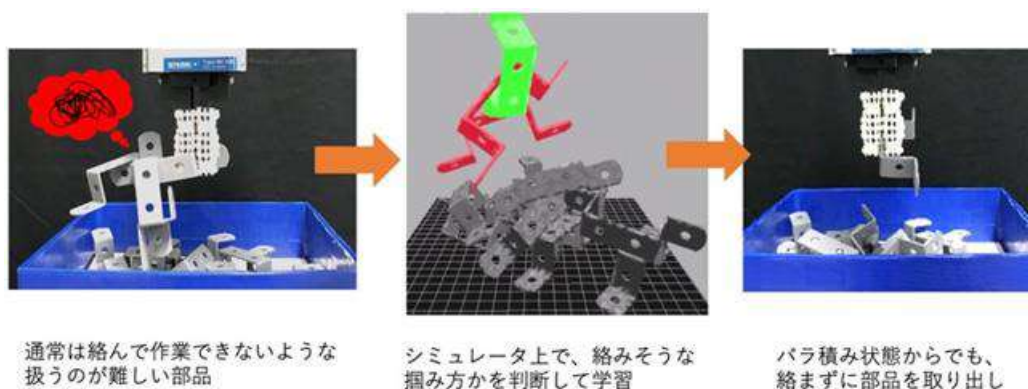 通常は絡んで作業できないような
扱うのが難しい部品
シミュレータ上で、絡みそうな
掴み方かを判断して学習
バラ積み状態からでも、
絡まずに部品を取り出し